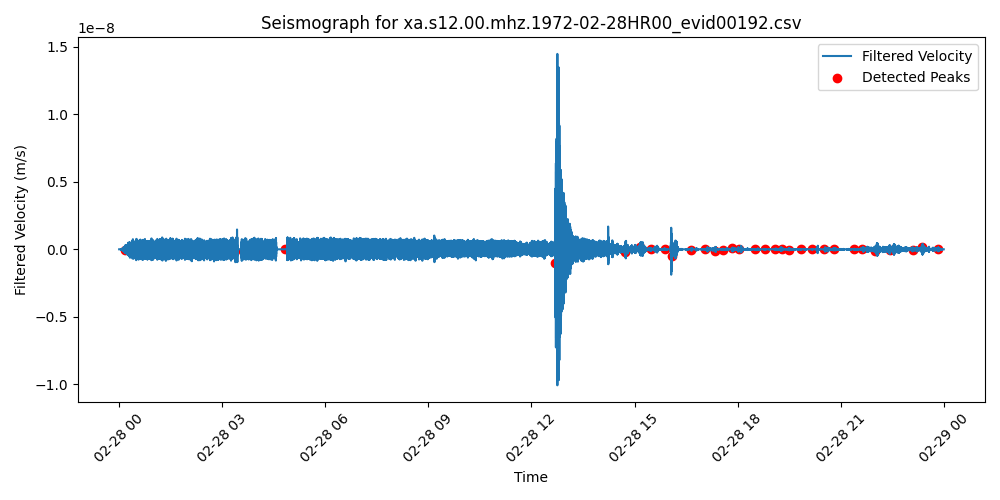 Seismograph for xa.s12.00.mhz.1972-02-28HR00_evid00192.csv
1e−8
Filtered Velocity
Detected Peaks
1.5
1.0
0.5
0.0
−0.5
−1.0
Filtered Velocity (m/s)
02-28 00
02-28 03
02-28 06
02-28 09
02-28 12
02-28 15
02-28 18
02-28 21
02-29 00
Time